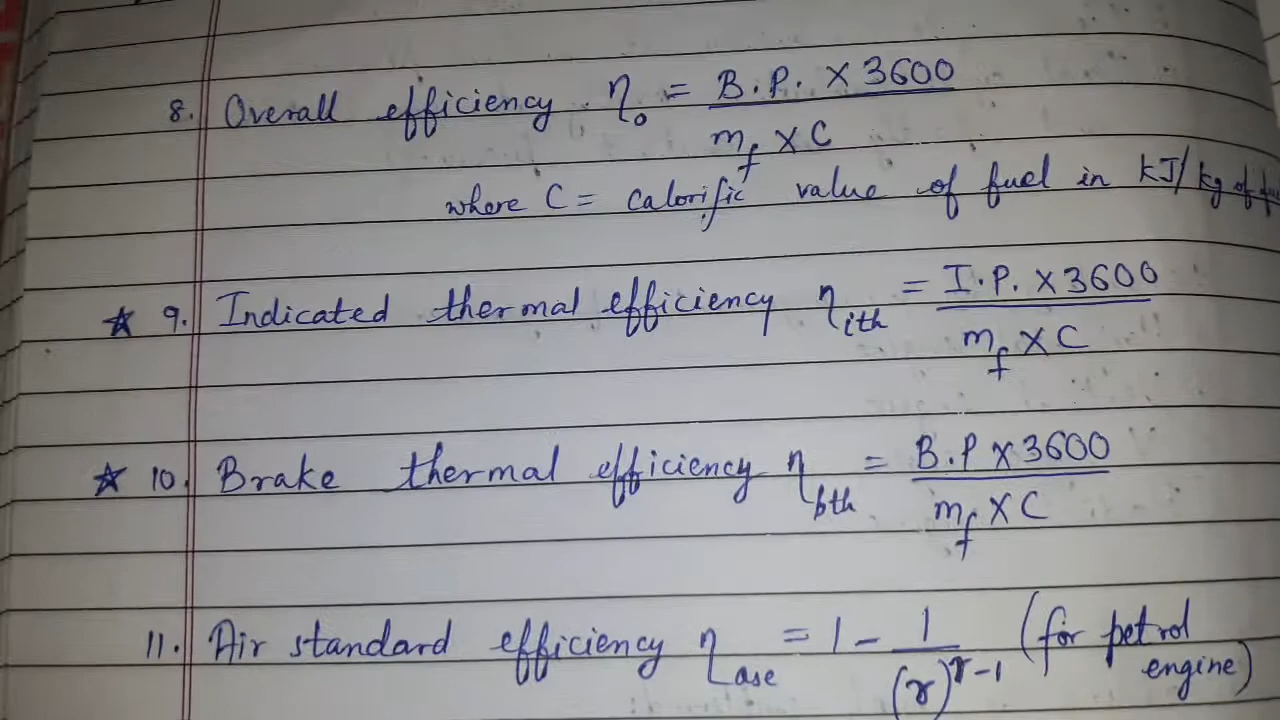 8. Overall efficiency η₀ = B.P. × 3600 / m_f × C
where C = calorific value of fuel in kJ/kg of
☆ 9. Indicated thermal efficiency η_ith = I.P. × 3600 / m_f × C
☆ 10. Brake thermal efficiency η_bth = B.P × 3600 / m_f × C
11. Air standard efficiency η_ase = 1 - 1 / (r)^γ-1 (for petrol
engine)